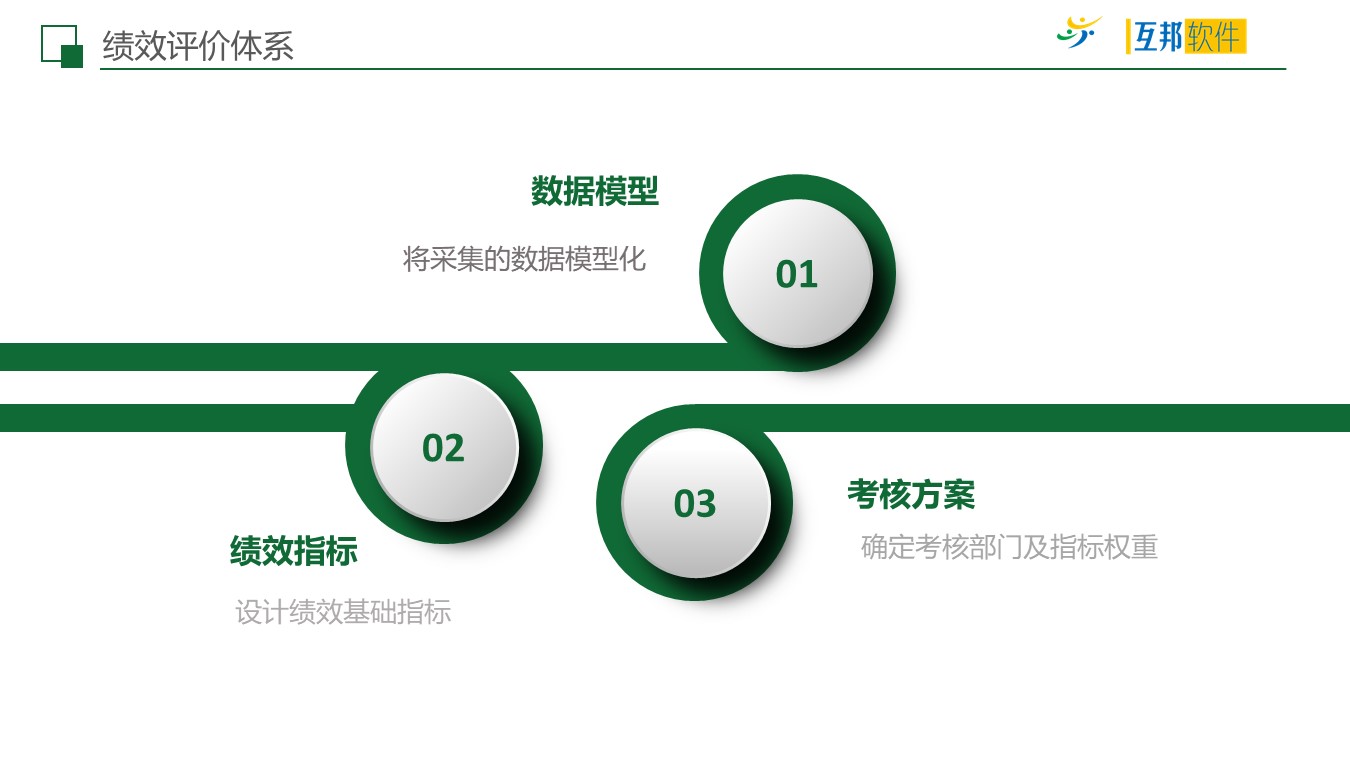 绩效评价体系
互邦软件
数据模型
将采集的数据模型化
01
02
绩效指标
设计绩效基础指标
03
考核方案
确定考核部门及指标权重